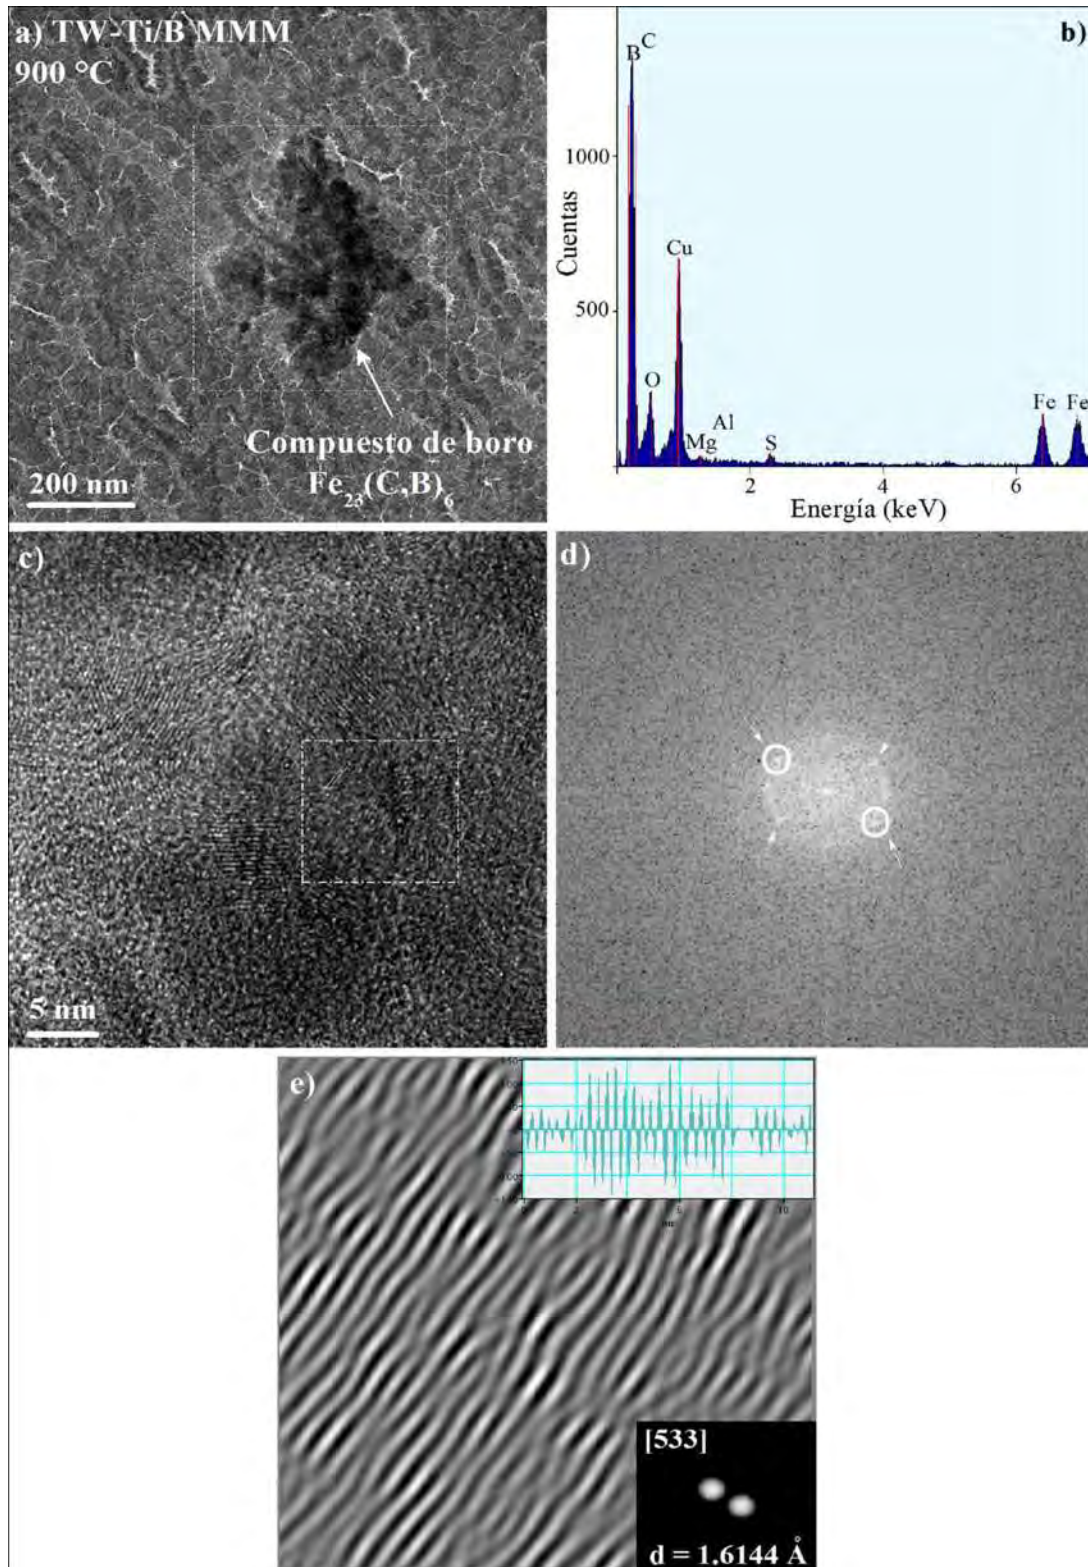 a) TW-Ti/B MMM
900 °C
Compuesto de boro
Fe₂₃(C,B)₆
200 nm
b)
Cuentas
1000
500
B
C
O
Cu
Mg
Al
S
Fe
Fe
2
4
6
Energía (keV)
c)
5 nm
d)
e)
[533]
d = 1.6144 Å